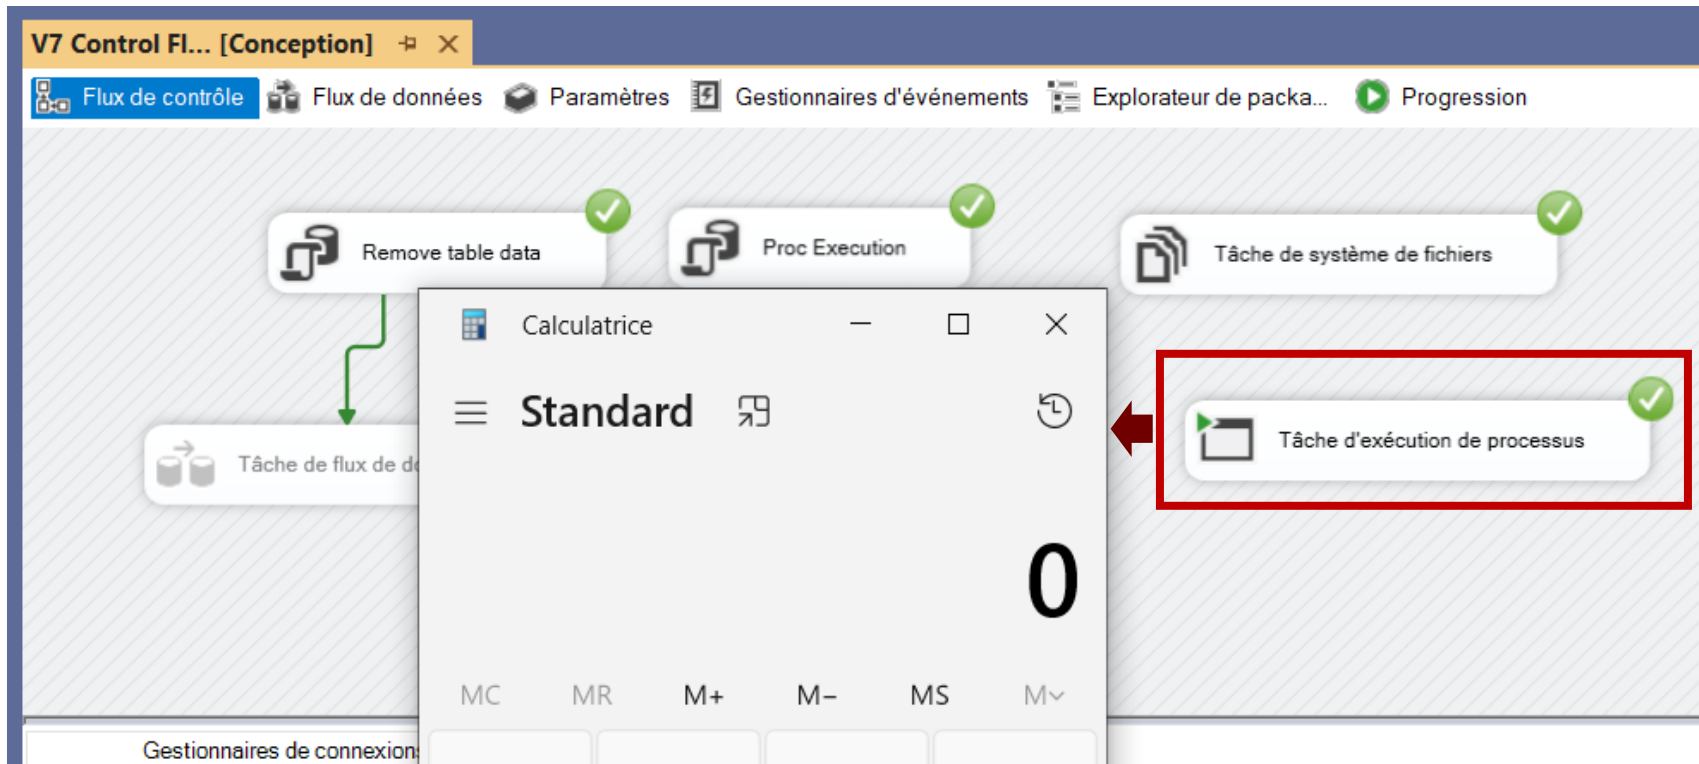 V7 Control Fl... [Conception]
Flux de contrôle Flux de données Paramètres Gestionnaires d'événements Explorateur de packa... Progression
Remove table data
Proc Execution
Tâche de système de fichiers
Calculatrice
Standard
Tâche d'exécution de processus
Tâche de flux de
0
MC MR M+ M− MS M
Gestionnaires de connexions